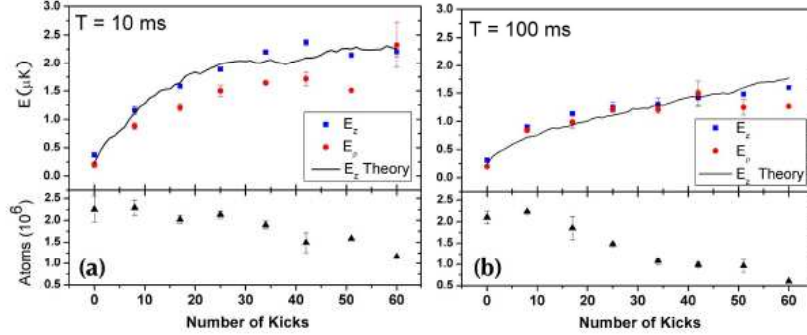 T = 10 ms
E (μK)
3.0
2.5
2.0
1.5
1.0
0.5
0.0
E_z
E_ρ
E_z Theory
Atoms (10^6)
2.5
2.0
1.5
1.0
0.5
(a)
0 10 20 30 40 50 60
Number of Kicks
T = 100 ms
3.0
2.5
2.0
1.5
1.0
0.5
0.0
E_z
E_ρ
E_z Theory
2.5
2.0
1.5
1.0
0.5
(b)
0 10 20 30 40 50 60
Number of Kicks